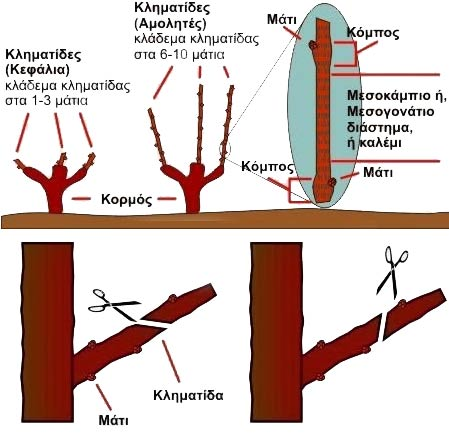 Κληματίδες
(Κεφάλια)
κλάδεμα κληματίδας
στα 1-3 μάτια
Κληματίδες
(Αμολητές)
κλάδεμα κληματίδας
στα 6-10 μάτια
Μάτι
Κόμπος
Μεσοκάμπιο ή,
Μεσογονάτιο
διάστημα,
ή καλέμι
Κόμπος
Μάτι
Κορμός
Μάτι
Κληματίδα